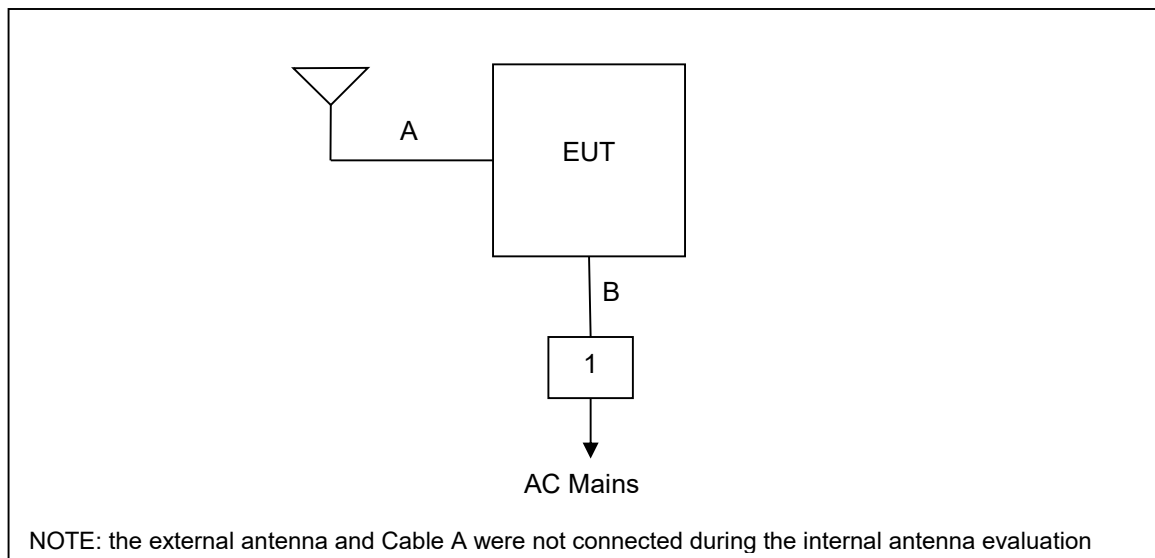 A
EUT
B
1
AC Mains
NOTE: the external antenna and Cable A were not connected during the internal antenna evaluation